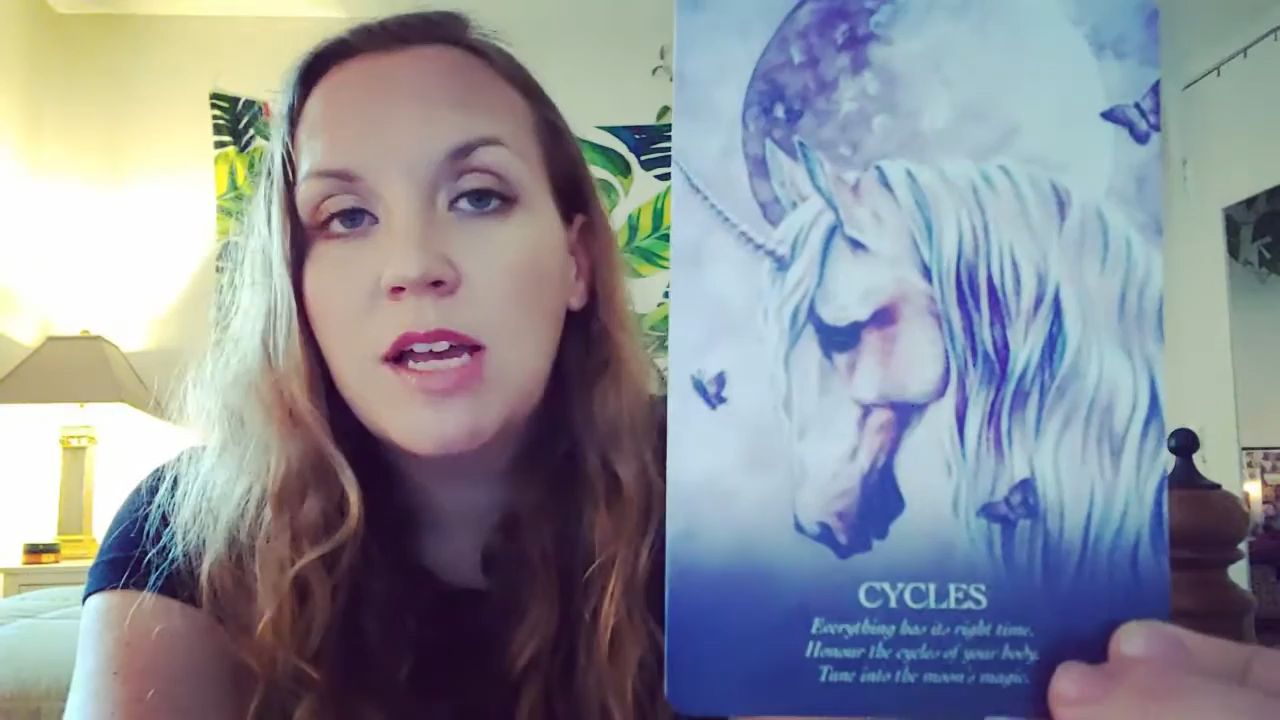 CYCLES
Everything has its right time.
Honour the cycles of your body.
Tune into the moon's magic.